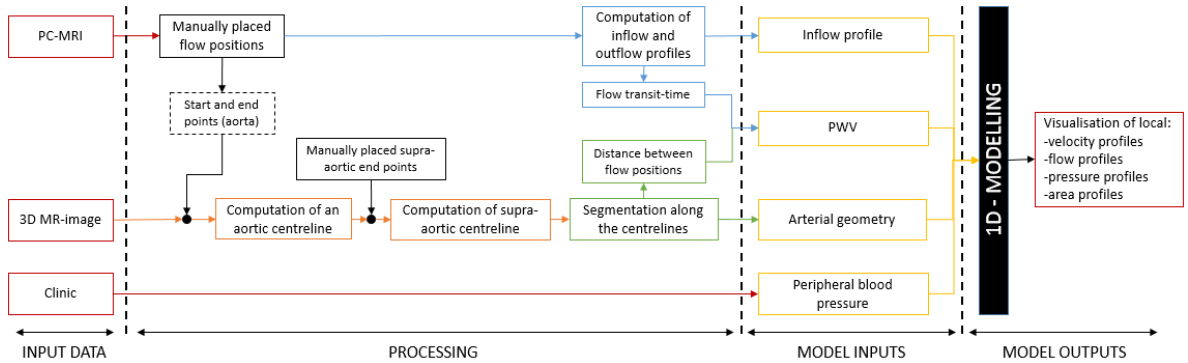 PC-MRI
Manually placed
flow positions
Computation of
inflow and
outflow profiles
Inflow profile
Start and end
points (aorta)
Flow transit-time
PWV
Manually placed supra-
aortic end points
Distance between
flow positions
3D MR-image
Computation of an
aortic centreline
Computation of supra-
aortic centreline
Segmentation along
the centrelines
Arterial geometry
Clinic
Peripheral blood
pressure
1D - MODELLING
Visualisation of local:
-velocity profiles
-flow profiles
-pressure profiles
-area profiles
INPUT DATA
PROCESSING
MODEL INPUTS
MODEL OUTPUTS